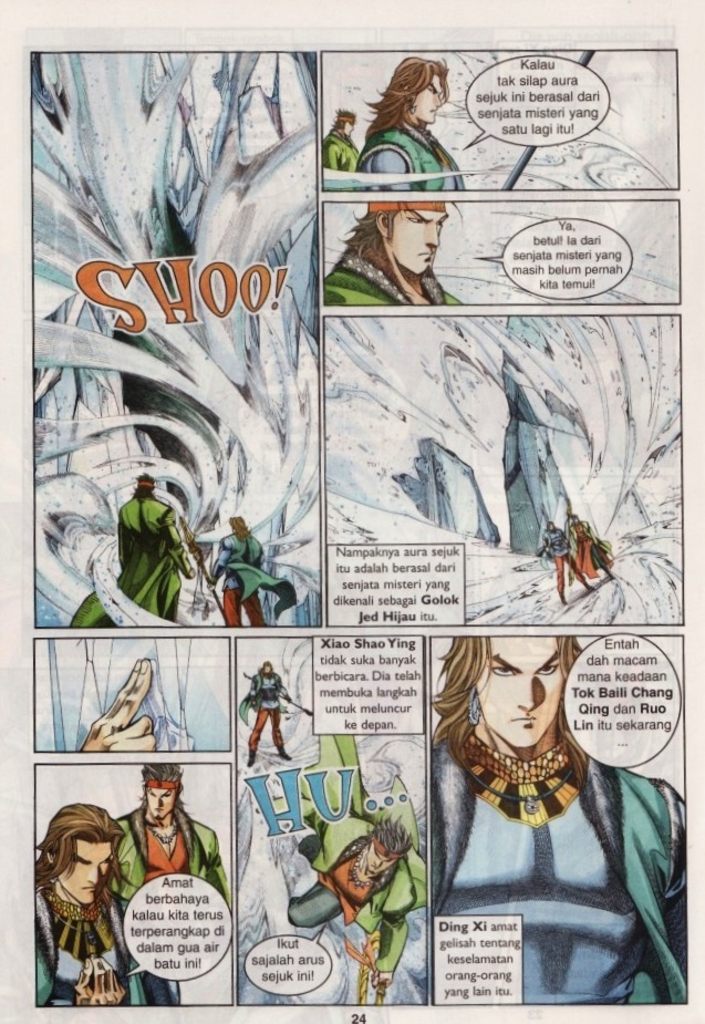 SHOO!
Kalau
tak silap aura
sejuk ini berasal dari
senjata misteri yang
satu lagi itu!
Ya,
betul! Ia dari
senjata misteri yang
masih belum pernah
kita temui!
Nampaknya aura sejuk
itu adalah berasal dari
senjata misteri yang
dikenali sebagai Golok
Jed Hijau itu.
Amat
berbahaya
kalau kita terus
terperangkap di
dalam gua air
batu ini!
Xiao Shao Ying
tidak suka banyak
berbicara. Dia telah
membuka langkah
untuk meluncur
ke depan.
HU...
Ikut
sajalah arus
sejuk ini!
Entah
dah macam
mana keadaan
Tok Baili Chang
Qing dan Ruo
Lin itu sekarang
...
Ding Xi amat
gelisah tentang
keselamatan
orang-orang
yang lain itu.
24